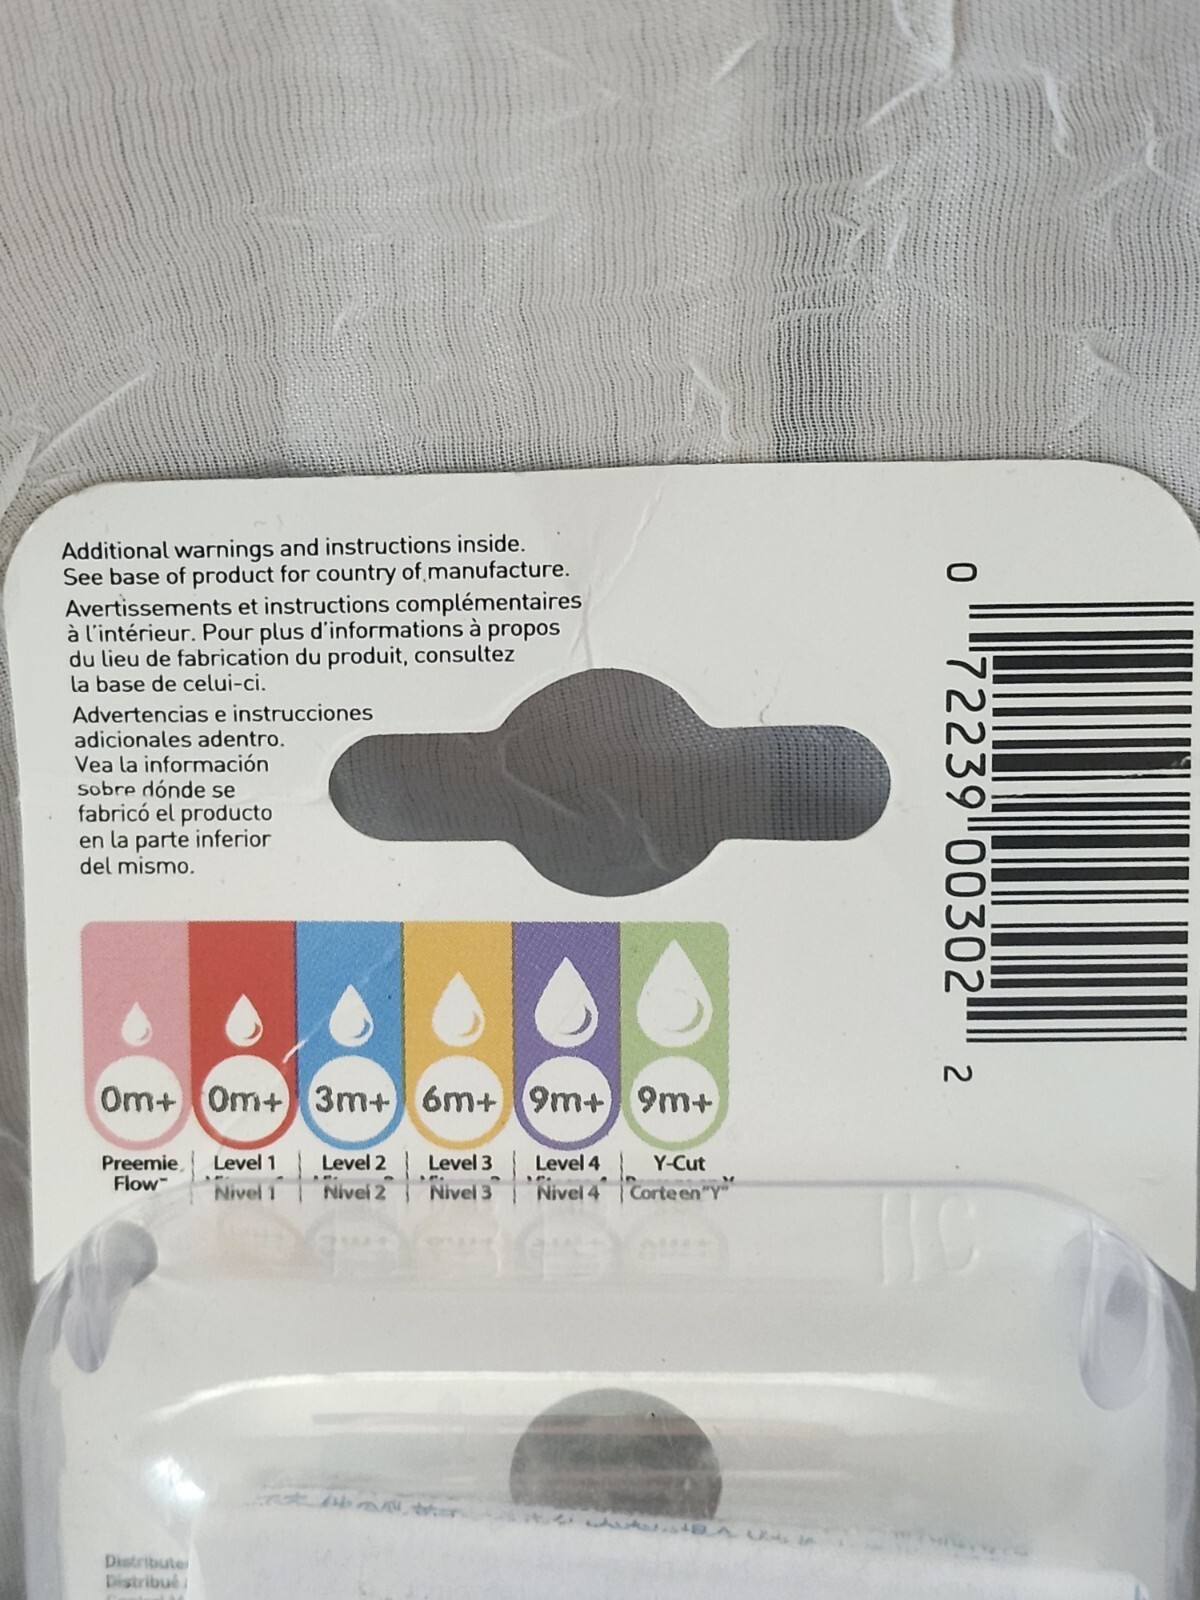 Additional warnings and instructions inside.
See base of product for country of manufacture.
Avertissements et instructions complémentaires
à l'intérieur. Pour plus d'informations à propos
du lieu de fabrication du produit, consultez
la base de celui-ci.
Advertencias e instrucciones
adicionales adentro.
Vea la información
sobre dónde se
fabricó el producto
en la parte inferior
del mismo.
0m+ 0m+ 3m+ 6m+ 9m+ 9m+
Preemie Level 1 Level 2 Level 3 Level 4 Y-Cut
Flow™
Nivel 1 Nivel 2 Nivel 3 Nivel 4 Corte en "Y"
0 72239 00302 2
Distribute
Distribué